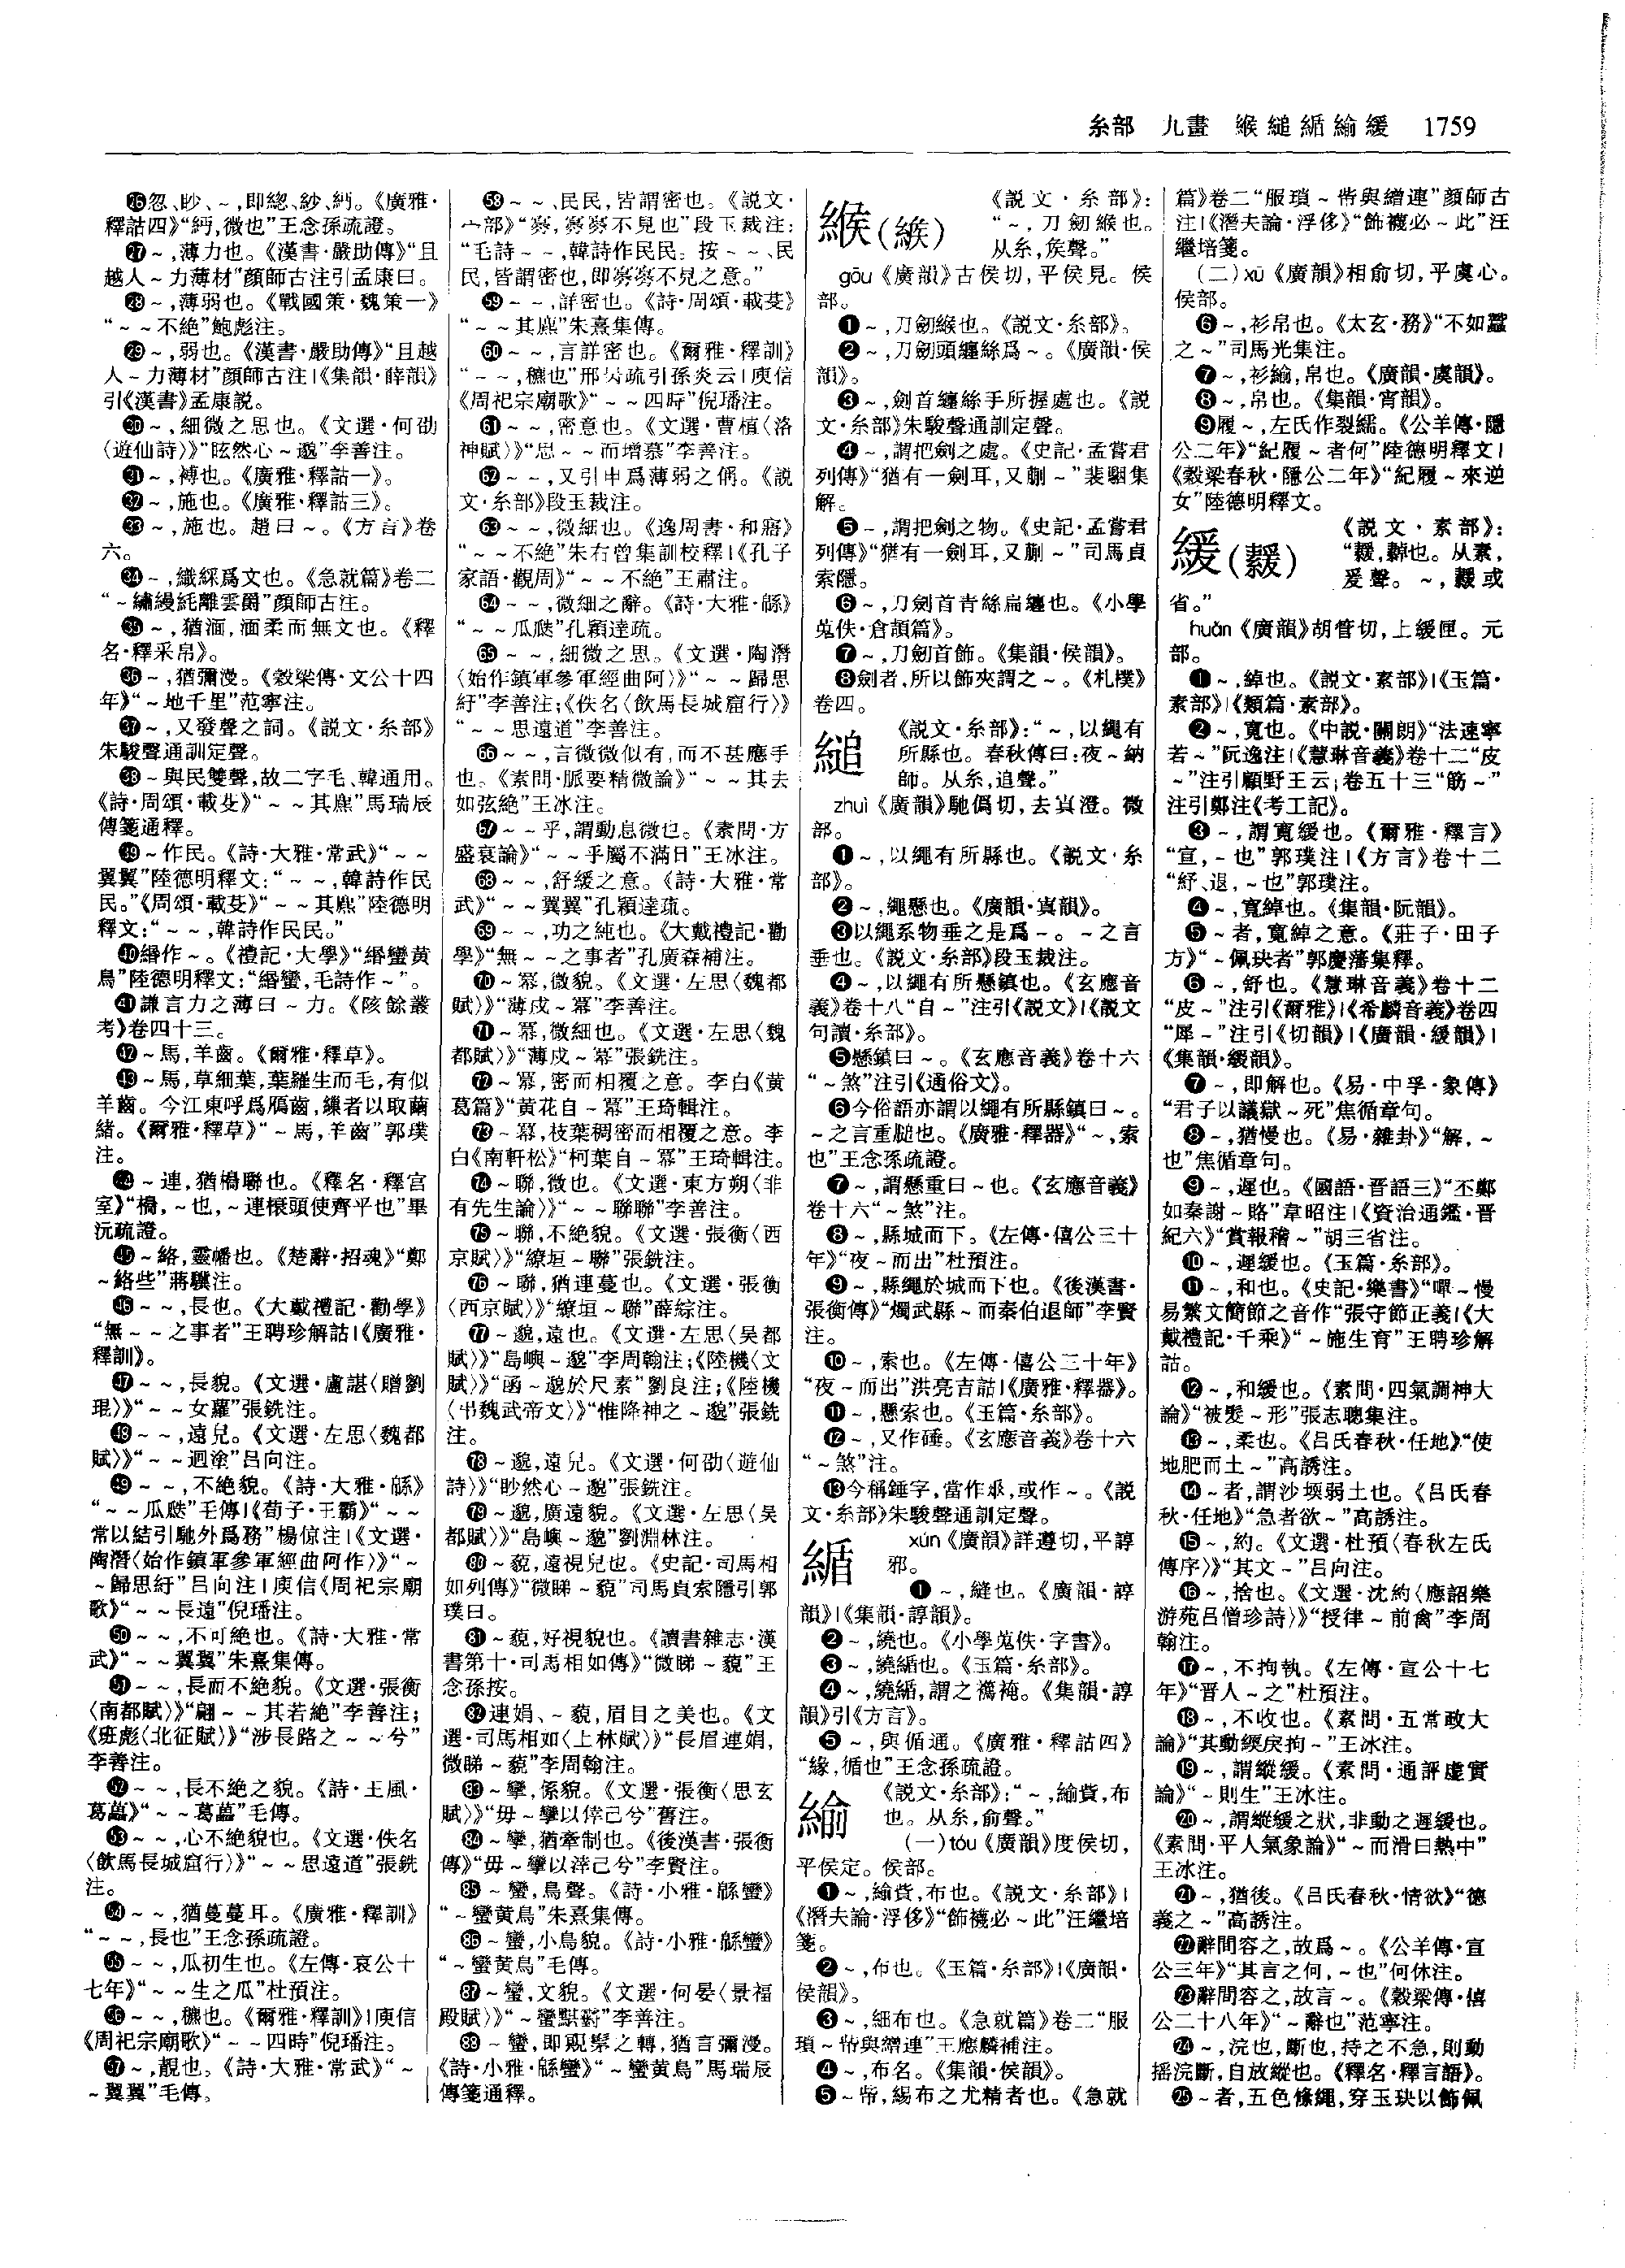 糸部 九畫 緱縋𦃅緰緩 1759
㉖忽、眇、~,即緫、紗、緬。《廣雅·
釋詁四》“緬,微也”王念孫疏證。
㉗~,薄力也。《漢書·嚴助傳》“且
越人~力薄材”顔師古注引孟康曰。
㉘~,薄弱也。《戰國策·魏策一》
“~~不絶”鮑彪注。
㉙~,弱也。《漢書·嚴助傳》“且越
人~力薄材”顔師古注|《集韻·㒨韻》
引《漢書》孟康説。
㉚~,細微之思也。《文選·何劭
〈遊仙詩〉》“眩然心~邈”李善注。
㉛~,縛也。《廣雅·釋詁一》。
㉜~,施也。《廣雅·釋詁三》。
㉝~,施也。趙曰~。《方言》卷
六。
㉞~,織綵爲文也。《急就篇》卷二
“~繡縵紌離雲爵”顔師古注。
㉟~,猶湎,湎柔而無文也。《釋
名·釋采帛》。
㊱~,猶彌漫。《穀梁傳·文公十四
年》“~地千里”范寧注。
㊲~,又發聲之詞。《説文·糸部》
朱駿聲通訓定聲。
㊳~與民雙聲,故二字毛、韓通用。
《詩·周頌·載芟》“~~其麃”馬瑞辰
傳箋通釋。
㊴~作民。《詩·大雅·常武》“~~
翼翼”陸德明釋文:“~~,韓詩作民
民。”《周頌·載芟》“~~其麃”陸德明
釋文:“~~,韓詩作民民。”
㊵緡作~。《禮記·大學》“緡蠻黄
鳥”陸德明釋文:“緡蠻,毛詩作~”。
㊶謙言力之薄曰~力。《陔餘叢
考》卷四十三。
㊷~馬,羊齒。《爾雅·釋草》。
㊸~馬,草細葉,葉羅生而毛,有似
羊齒。今江東呼爲鴈齒,繅者以取繭
緒。《爾雅·釋草》“~馬,羊齒”郭璞
注。
㊹~連,猶槾聯也。《釋名·釋宫
室》“槾,~也,~連榱頭使齊平也”畢
沅疏證。
㊺~絡,靈幡也。《楚辭·招魂》“鄭
~絡些”蔣驥注。
㊻~~,長也。《大戴禮記·勸學》
“無~~之事者”王聘珍解詁|《廣雅·
釋訓》。
㊼~~,長貌。《文選·盧諶〈贈劉
琨〉》“~~女蘿”張銑注。
㊽~~,遠皃。《文選·左思〈魏都
賦〉》“~~迥塗”吕向注。
㊾~~,不絶貌。《詩·大雅·緜》
“~~瓜瓞”毛傳|《荀子·王霸》“~~
常以結引馳外爲務”楊倞注|《文選·
陶潛〈始作鎮軍參軍經曲阿作〉》“~
~歸思紆”吕向注|庾信《周祀宗廟
歌》“~~長遠”倪璠注。
㊿~~,不可絶也。《詩·大雅·常
武》“~~翼翼”朱熹集傳。
51~~,長而不絶貌。《文選·張衡
〈南都賦〉》“翩~~其若絶”李善注;
《班彪〈北征賦〉》“涉長路之~~兮”
李善注。
52~~,長不絶之貌。《詩·王風·
葛藟》“~~葛藟”毛傳。
53~~,心不絶貌也。《文選·佚名
〈飲馬長城窟行〉》“~~思遠道”張銑
注。
54~~,猶蔓蔓耳。《廣雅·釋訓》
“~~,長也”王念孫疏證。
55~~,瓜初生也。《左傳·哀公十
七年》“~~生之瓜”杜預注。
56~~,穮也。《爾雅·釋訓》|庾信
《周祀宗廟歌》“~~四時”倪璠注。
57~,靚也。《詩·大雅·常武》“~
~翼翼”毛傳。
58~~、民民,皆謂密也。《説文·
宀部》“㝰,㝰㝰不見也”段玉裁注:
“毛詩~~,韓詩作民民。按~~、民
民,皆謂密也,即㝰㝰不見之意。”
59~~,詳密也。《詩·周頌·載芟》
“~~其麃”朱熹集傳。
60~~,言詳密也。《爾雅·釋訓》
“~~,穮也”邢昺疏引孫炎云|庾信
《周祀宗廟歌》“~~四時”倪璠注。
61~~,密意也。《文選·曹植〈洛
神賦〉》“思~~而增慕”李善注。
62~~,又引申爲薄弱之偁。《説
文·糸部》段玉裁注。
63~~,微細也。《逸周書·和寤》
“~~不絶”朱右曾集訓校釋|《孔子
家語·觀周》“~~不絶”王肅注。
64~~,微細之辭。《詩·大雅·緜》
“~~瓜瓞”孔穎達疏。
65~~,細微之思。《文選·陶潛
〈始作鎮軍參軍經曲阿〉》“~~歸思
紆”李善注;《佚名〈飲馬長城窟行〉》
“~~思遠道”李善注。
66~~,言微微似有,而不甚應手
也。《素問·脈要精微論》“~~其去
如弦絶”王冰注。
67~~乎,謂動息微也。《素問·方
盛衰論》“~~乎屬不滿日”王冰注。
68~~,舒緩之意。《詩·大雅·常
武》“~~翼翼”孔穎達疏。
69~~,功之純也。《大戴禮記·勸
學》“無~~之事者”孔廣森補注。
70~冪,微貌。《文選·左思〈魏都
賦〉》“薄戍~冪”李善注。
71~冪,微細也。《文選·左思〈魏
都賦〉》“薄戍~冪”張銑注。
72~冪,密而相覆之意。李白《黄
葛篇》“黄花自~冪”王琦輯注。
73~冪,枝葉稠密而相覆之意。李
白《南軒松》“柯葉自~冪”王琦輯注。
74~聯,微也。《文選·東方朔〈非
有先生論〉》“~~聯聯”李善注。
75~聯,不絶貌。《文選·張衡〈西
京賦〉》“繚垣~聯”張銑注。
76~聯,猶連蔓也。《文選·張衡
〈西京賦〉》“繚垣~聯”薛綜注。
77~邈,遠也。《文選·左思〈吴都
賦〉》“島嶼~邈”李周翰注;《陸機〈文
賦〉》“函~邈於尺素”劉良注;《陸機
〈弔魏武帝文〉》“惟降神之~邈”張銑
注。
78~邈,遠皃。《文選·何劭〈遊仙
詩〉》“眇然心~邈”張銑注。
79~邈,廣遠貌。《文選·左思〈吴
都賦〉》“島嶼~邈”劉淵林注。
80~藐,遠視皃也。《史記·司馬相
如列傳》“微睇~藐”司馬貞索隱引郭
璞曰。
81~藐,好視貌也。《讀書雜志·漢
書第十·司馬相如傳》“微睇~藐”王
念孫按。
82連娟、~藐,眉目之美也。《文
選·司馬相如〈上林賦〉》“長眉連娟,
微睇~藐”李周翰注。
83~攣,係貌。《文選·張衡〈思玄
賦〉》“毋~攣以倖己兮”舊注。
84~攣,猶牽制也。《後漢書·張衡
傳》“毋~攣以涬己兮”李賢注。
85~蠻,鳥聲。《詩·小雅·緜蠻》
“~蠻黄鳥”朱熹集傳。
86~蠻,小鳥貌。《詩·小雅·緜蠻》
“~蠻黄鳥”毛傳。
87~蠻,文貌。《文選·何晏〈景福
殿賦〉》“~蠻黮䨴”李善注。
88~蠻,即覭髳之轉,猶言彌漫。
《詩·小雅·緜蠻》“~蠻黄鳥”馬瑞辰
傳箋通釋。
緱(緱) 《説文·糸部》:
“~,刀劒緱也。
从糸,矦聲。”
gōu《廣韻》古侯切,平侯見。侯
部。
❶~,刀劒緱也。《説文·糸部》。
❷~,刀劒頭纏絲爲~。《廣韻·侯
韻》。
❸~,劍首纏絲手所握處也。《説
文·糸部》朱駿聲通訓定聲。
❹~,謂把劍之處。《史記·孟嘗君
列傳》“猶有一劍耳,又蒯~”裴駰集
解。
❺~,謂把劍之物。《史記·孟嘗君
列傳》“猶有一劍耳,又蒯~”司馬貞
索隱。
❻~,刀劍首青絲扁纏也。《小學
蒐佚·倉頡篇》。
❼~,刀劒首飾。《集韻·侯韻》。
❽劍者,所以飾夾謂之~。《札樸》
卷四。
縋 《説文·糸部》:“~,以繩有
所縣也。春秋傳曰:夜~納
師。从糸,追聲。”
zhuì《廣韻》馳僞切,去寘澄。微
部。
❶~,以繩有所縣也。《説文·糸
部》。
❷~,繩懸也。《廣韻·寘韻》。
❸以繩系物垂之是爲~。~之言
垂也。《説文·糸部》段玉裁注。
❹~,以繩有所懸鎮也。《玄應音
義》卷十八“自~”注引《説文》|《説文
句讀·糸部》。
❺懸鎮曰~。《玄應音義》卷十六
“~煞”注引《通俗文》。
❻今俗語亦謂以繩有所縣鎮曰~。
~之言重膇也。《廣雅·釋器》“~,索
也”王念孫疏證。
❼~,謂懸重曰~也。《玄應音義》
卷十六“~煞”注。
❽~,縣城而下。《左傳·僖公三十
年》“夜~而出”杜預注。
❾~,縣繩於城而下也。《後漢書·
張衡傳》“燭武縣~而秦伯退師”李賢
注。
❿~,索也。《左傳·僖公三十年》
“夜~而出”洪亮吉詁|《廣雅·釋器》。
⓫~,懸索也。《玉篇·糸部》。
⓬~,又作硾。《玄應音義》卷十六
“~煞”注。
⓭今稱錘字,當作𠂹,或作~。《説
文·糸部》朱駿聲通訓定聲。
𦃅 xún《廣韻》詳遵切,平諄
邪。
❶~,縫也。《廣韻·諄
韻》|《集韻·諄韻》。
❷~,繞也。《小學蒐佚·字書》。
❸~,繞緧也。《玉篇·糸部》。
❹~,繞𦃅,謂之襦裺。《集韻·諄
韻》引《方言》。
❺~,與循通。《廣雅·釋詁四》
“緣,循也”王念孫疏證。
緰 《説文·糸部》:“~,緰貲,布
也。从糸,俞聲。”
(一)tóu《廣韻》度侯切,
平侯定。侯部。
❶~,緰貲,布也。《説文·糸部》|
《潛夫論·浮侈》“飾襪必~此”汪繼培
箋。
❷~,布也。《玉篇·糸部》|《廣韻·
侯韻》。
❸~,細布也。《急就篇》卷二“服
瑣~㠿與繒連”王應麟補注。
❹~,布名。《集韻·侯韻》。
❺~㠿,緆布之尤精者也。《急就
篇》卷二“服瑣~㠿與繒連”顔師古
注|《潛夫論·浮侈》“飾襪必~此”汪
繼培箋。
(二)xū《廣韻》相俞切,平虞心。
侯部。
❻~,衫帛也。《太玄·務》“不如蠶
之~”司馬光集注。
❼~,衫緰,帛也。《廣韻·虞韻》。
❽~,帛也。《集韻·宵韻》。
❾履~,左氏作裂繻。《公羊傳·隱
公二年》“紀履~者何”陸德明釋文|
《穀梁春秋·隱公二年》“紀履~來逆
女”陸德明釋文。
緩(䋿) 《説文·素部》:
“䋿,繛也。从素,
爰聲。~,䋿或
省。”
huǎn《廣韻》胡管切,上緩匣。元
部。
❶~,綽也。《説文·素部》|《玉篇·
素部》|《類篇·素部》。
❷~,寬也。《中説·關朗》“法速寧
若~”阮逸注|《慧琳音義》卷十二“皮
~”注引顧野王云;卷五十三“筋~”
注引鄭注《考工記》。
❸~,謂寬緩也。《爾雅·釋言》
“宣,~也”郭璞注|《方言》卷十二
“紓、退,~也”郭璞注。
❹~,寬綽也。《集韻·阮韻》。
❺~者,寬綽之意。《莊子·田子
方》“~佩玦者”郭慶藩集釋。
❻~,舒也。《慧琳音義》卷十二
“皮~”注引《爾雅》|《希麟音義》卷四
“犀~”注引《切韻》|《廣韻·緩韻》|
《集韻·緩韻》。
❼~,即解也。《易·中孚·象傳》
“君子以議獄~死”焦循章句。
❽~,猶慢也。《易·雜卦》“解,~
也”焦循章句。
❾~,遲也。《國語·晋語三》“丕鄭
如秦謝~賂”韋昭注|《資治通鑑·晋
紀六》“賞報稽~”胡三省注。
❿~,遲緩也。《玉篇·糸部》。
⓫~,和也。《史記·樂書》“嘽~慢
易繁文簡節之音作”張守節正義|《大
戴禮記·千乘》“~施生育”王聘珍解
詁。
⓬~,和緩也。《素問·四氣調神大
論》“被髮~形”張志聰集注。
⓭~,柔也。《吕氏春秋·任地》“使
地肥而土~”高誘注。
⓮~者,謂沙堧弱土也。《吕氏春
秋·任地》“急者欲~”高誘注。
⓯~,約。《文選·杜預〈春秋左氏
傳序〉》“其文~”吕向注。
⓰~,捨也。《文選·沈約〈應詔樂
游苑吕僧珍詩〉》“授律~前禽”李周
翰注。
⓱~,不拘執。《左傳·宣公十七
年》“晋人~之”杜預注。
⓲~,不收也。《素問·五常政大
論》“其動緛戾拘~”王冰注。
⓳~,謂縱緩。《素問·通評虚實
論》“~則生”王冰注。
⓴~,謂縱緩之狀,非動之遲緩也。
《素問·平人氣象論》“~而滑曰熱中”
王冰注。
㉑~,猶後。《吕氏春秋·情欲》“德
義之~”高誘注。
㉒辭間容之,故爲~。《公羊傳·宣
公三年》“其言之何,~也”何休注。
㉓辭間容之,故言~。《穀梁傳·僖
公二十八年》“~辭也”范寧注。
㉔~,浣也,斷也,持之不急,則動
摇浣斷,自放縱也。《釋名·釋言語》。
㉕~者,五色絛繩,穿玉玦以飾佩